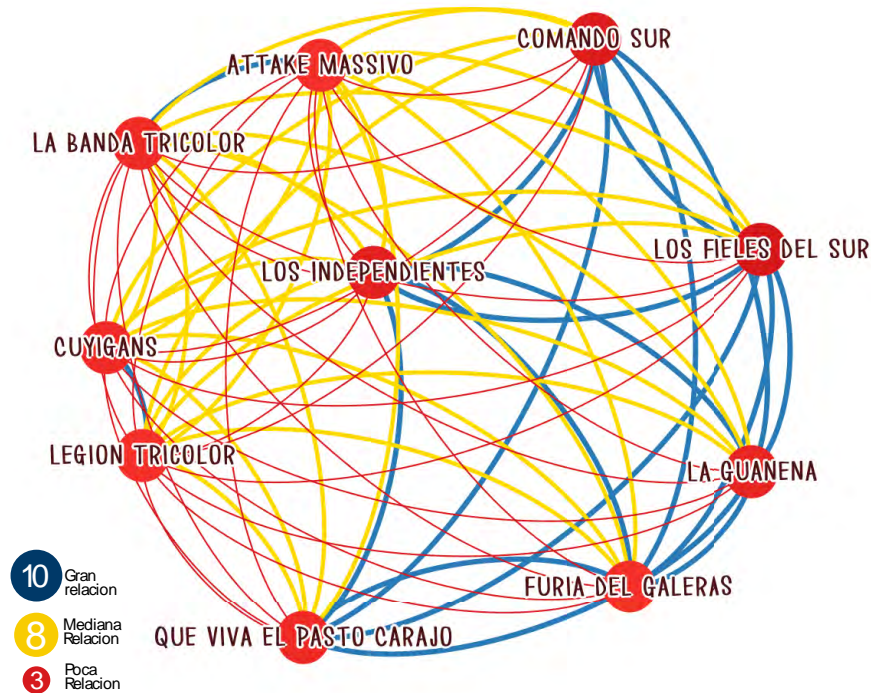 COMANDO SUR
ATTAKE MASSIVO
LA BANDA TRICOLOR
LOS FIELES DEL SUR
LOS INDEPENDIENTES
CUYIGANS
LEGION TRICOLOR
LA GUANENA
10 Gran
relacion
FURIA DEL GALERAS
8 Mediana
Relacion
QUE VIVA EL PASTO CARAJO
3 Poca
Relacion